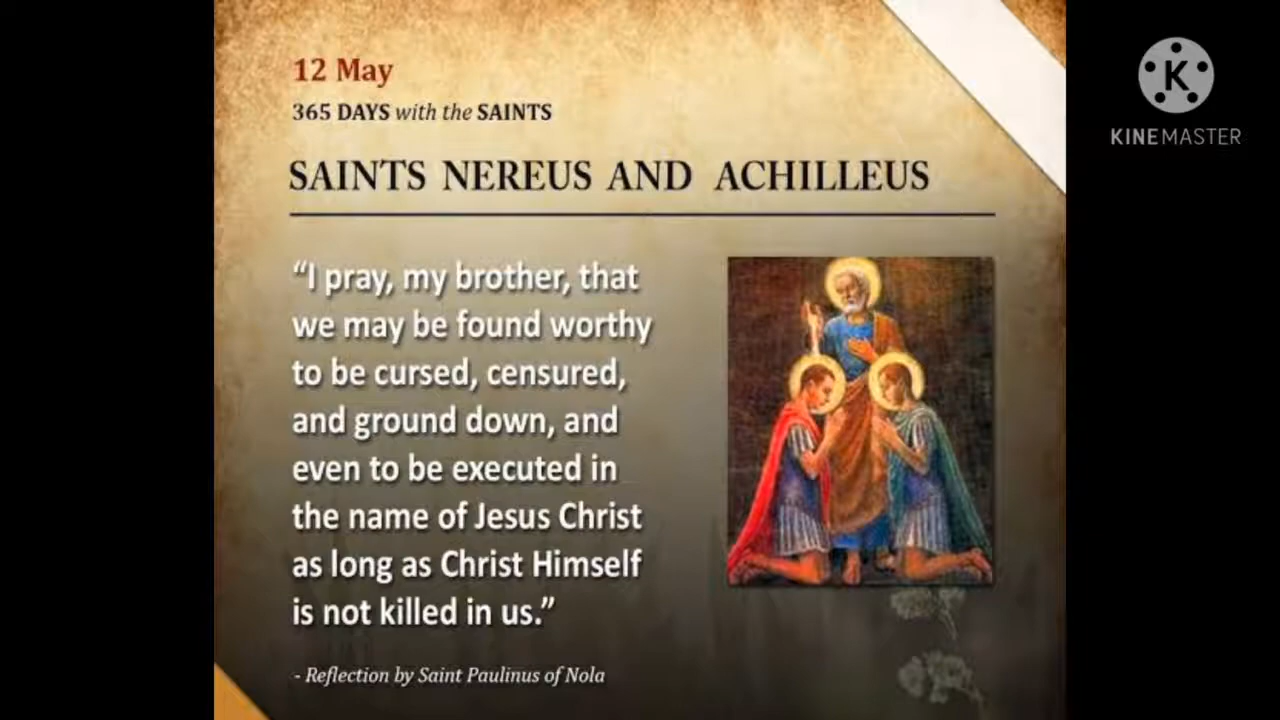 12 May
365 DAYS with the SAINTS
SAINTS NEREUS AND ACHILLEUS
“I pray, my brother, that
we may be found worthy
to be cursed, censured,
and ground down, and
even to be executed in
the name of Jesus Christ
as long as Christ Himself
is not killed in us.”
- Reflection by Saint Paulinus of Nola
K
KINEMASTER